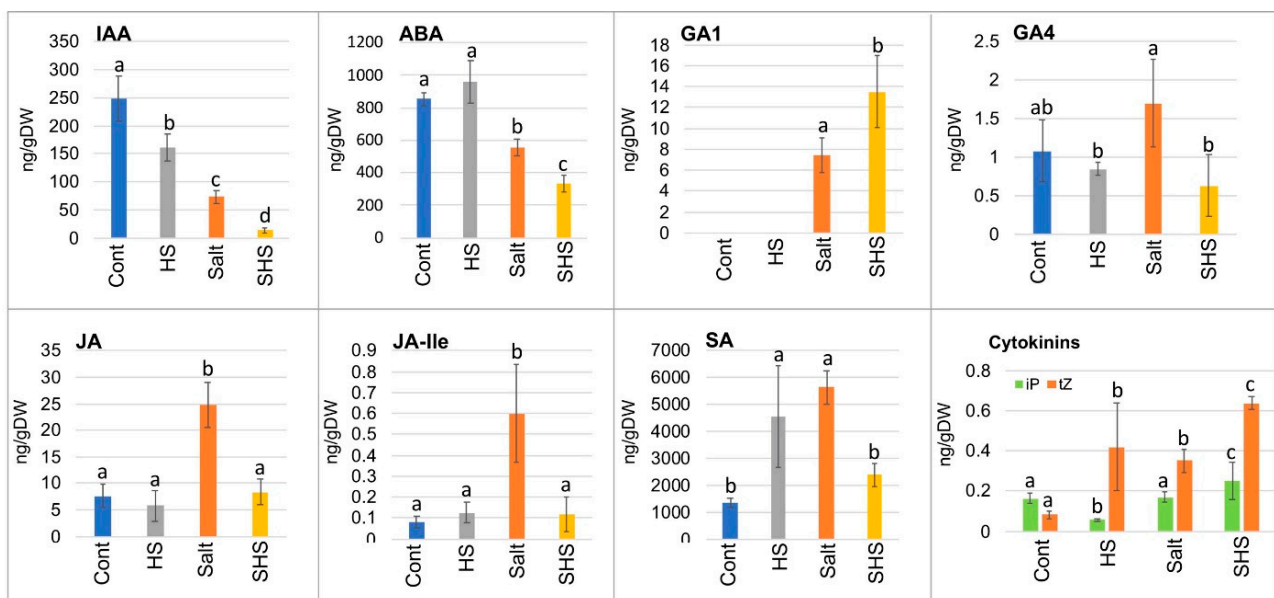 IAA
ng/gDW
350
300
250
200
150
100
50
0
a
b
c
d
Cont
HS
Salt
SHS
ABA
ng/gDW
1200
1000
800
600
400
200
0
a
a
b
c
Cont
HS
Salt
SHS
GA1
ng/gDW
18
16
14
12
10
8
6
4
2
0
a
b
Cont
HS
Salt
SHS
GA4
ng/gDW
2.5
2
1.5
1
0.5
0
ab
b
a
b
Cont
HS
Salt
SHS
JA
ng/gDW
35
30
25
20
15
10
5
0
a
a
b
a
Cont
HS
Salt
SHS
JA-Ile
ng/gDW
0.9
0.8
0.7
0.6
0.5
0.4
0.3
0.2
0.1
0
a
a
b
a
Cont
HS
Salt
SHS
SA
ng/gDW
7000
6000
5000
4000
3000
2000
1000
0
b
a
a
b
Cont
HS
Salt
SHS
Cytokinins
iP tZ
ng/gDW
0.8
0.6
0.4
0.2
0
a
a
b
b
a
b
c
c
Cont
HS
Salt
SHS